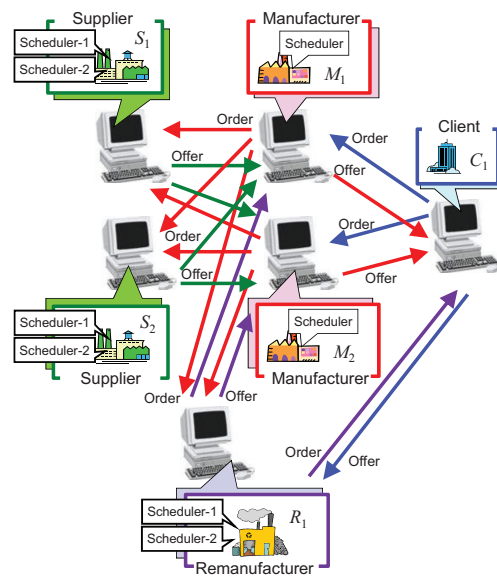 Supplier
Manufacturer
Scheduler-1
S1
Scheduler-2
Scheduler
M1
Client
C1
Order
Order
Offer
Offer
Order
Order
Offer
Offer
Scheduler-1
S2
Scheduler-2
Supplier
Scheduler
M2
Manufacturer
Order
Offer
Order
Offer
Scheduler-1
R1
Scheduler-2
Remanufacturer